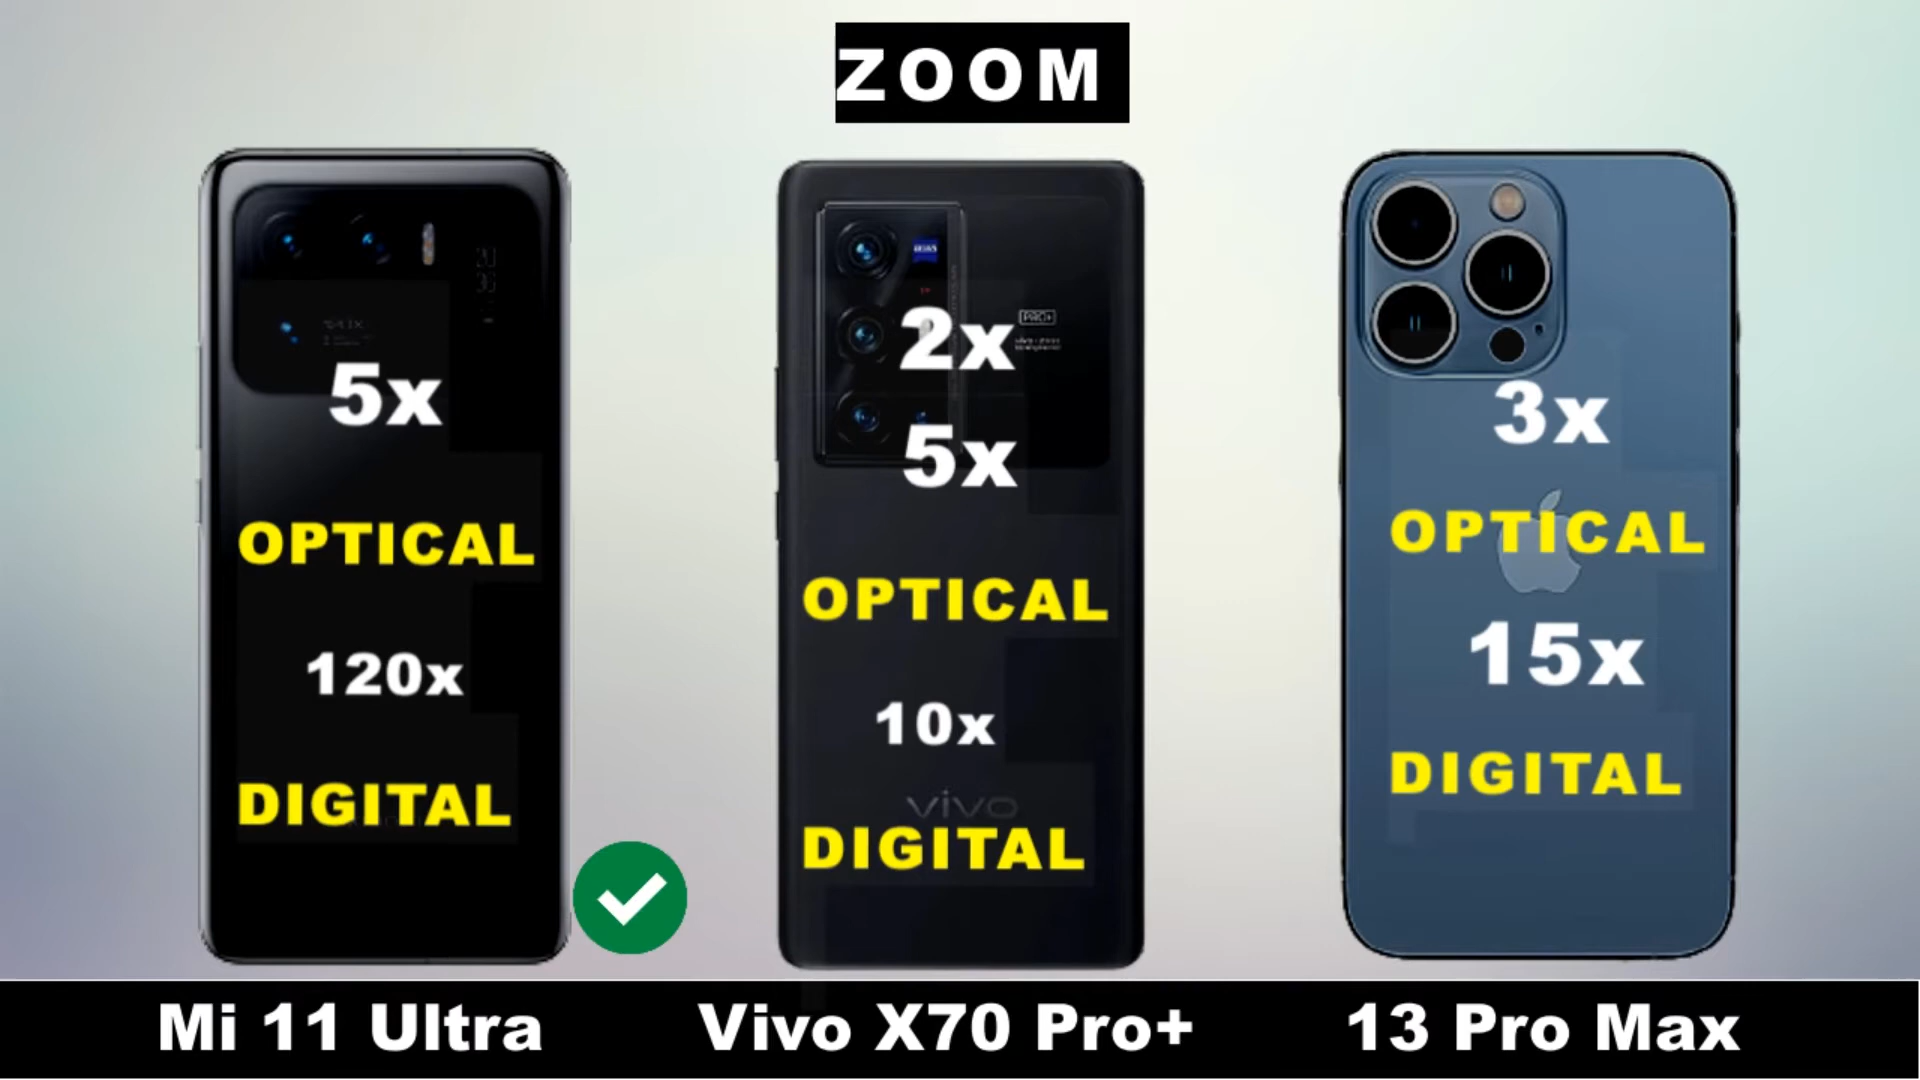 ZOOM
5x
OPTICAL
120x
DIGITAL
2x
5x
OPTICAL
10x
vivo
DIGITAL
PRO+
3x
OPTICAL
15x
DIGITAL
Mi 11 Ultra
Vivo X70 Pro+
13 Pro Max